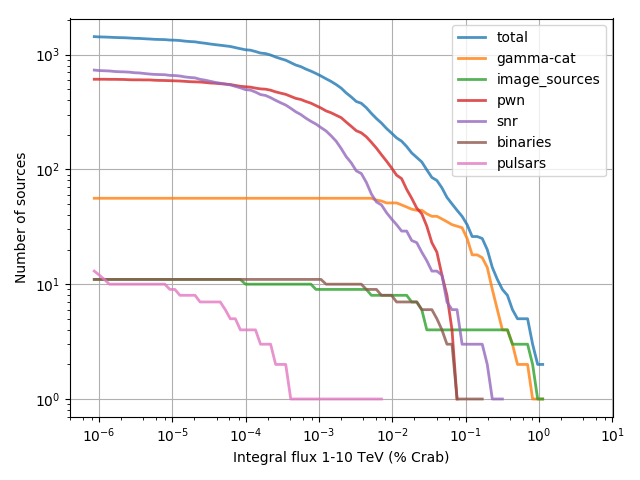 10³
10²
10¹
10⁰
Number of sources
total
gamma-cat
image_sources
pwn
snr
binaries
pulsars
10⁻⁶ 10⁻⁵ 10⁻⁴ 10⁻³ 10⁻² 10⁻¹ 10⁰ 10¹
Integral flux 1-10 TeV (% Crab)